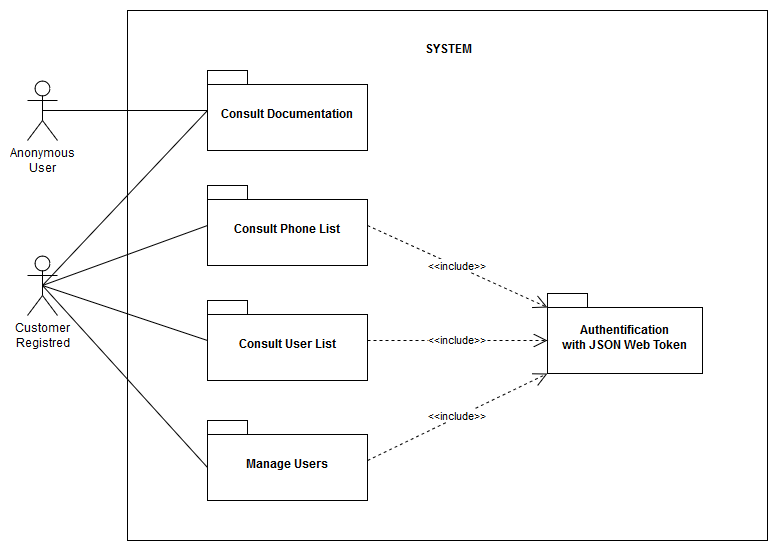 SYSTEM
Consult Documentation
Anonymous
User
Consult Phone List
<<include>>
Customer
Registred
Consult User List
<<include>>
Authentification
with JSON Web Token
<<include>>
Manage Users